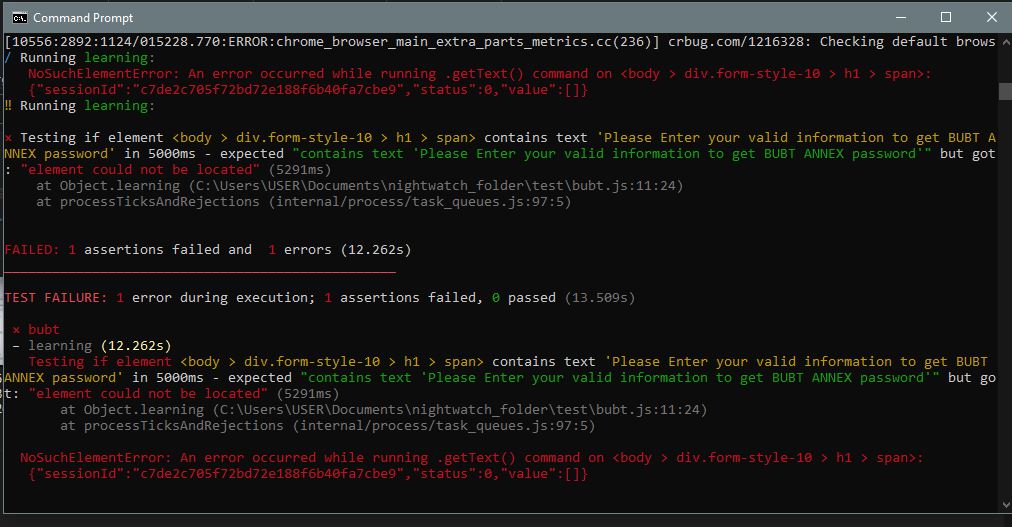 Command Prompt
[10556:2892:1124/015228.770:ERROR:chrome_browser_main_extra_parts_metrics.cc(236)] crbug.com/1216328: Checking default brows
/ Running learning:
NoSuchElementError: An error occurred while running .getText() command on <body > div.form-style-10 > h1 > span>:
{"sessionId":"c7de2c705f72bd72e188f6b40fa7cbe9","status":0,"value":[]}
‼ Running learning:
× Testing if element <body > div.form-style-10 > h1 > span> contains text 'Please Enter your valid information to get BUBT A
NNEX password' in 5000ms - expected "contains text 'Please Enter your valid information to get BUBT ANNEX password'" but got
: "element could not be located" (5291ms)
at Object.learning (C:\Users\USER\Documents\nightwatch_folder\test\bubt.js:11:24)
at processTicksAndRejections (internal/process/task_queues.js:97:5)
FAILED: 1 assertions failed and  1 errors (12.262s)
TEST FAILURE: 1 error during execution; 1 assertions failed, 0 passed (13.509s)
× bubt
– learning (12.262s)
Testing if element <body > div.form-style-10 > h1 > span> contains text 'Please Enter your valid information to get BUBT
ANNEX password' in 5000ms - expected "contains text 'Please Enter your valid information to get BUBT ANNEX password'" but go
t: "element could not be located" (5291ms)
at Object.learning (C:\Users\USER\Documents\nightwatch_folder\test\bubt.js:11:24)
at processTicksAndRejections (internal/process/task_queues.js:97:5)
NoSuchElementError: An error occurred while running .getText() command on <body > div.form-style-10 > h1 > span>:
{"sessionId":"c7de2c705f72bd72e188f6b40fa7cbe9","status":0,"value":[]}